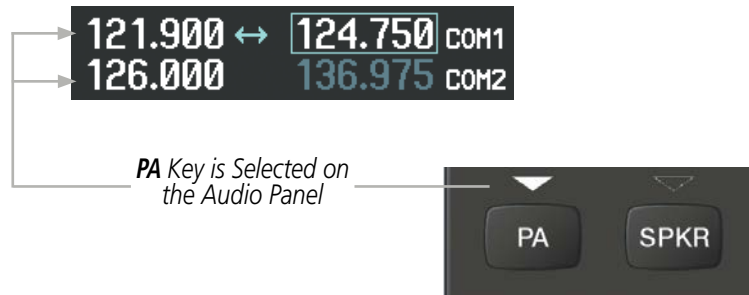 121.900 ↔ 124.750 COM1
126.000 136.975 COM2
PA Key is Selected on
the Audio Panel
PA SPKR